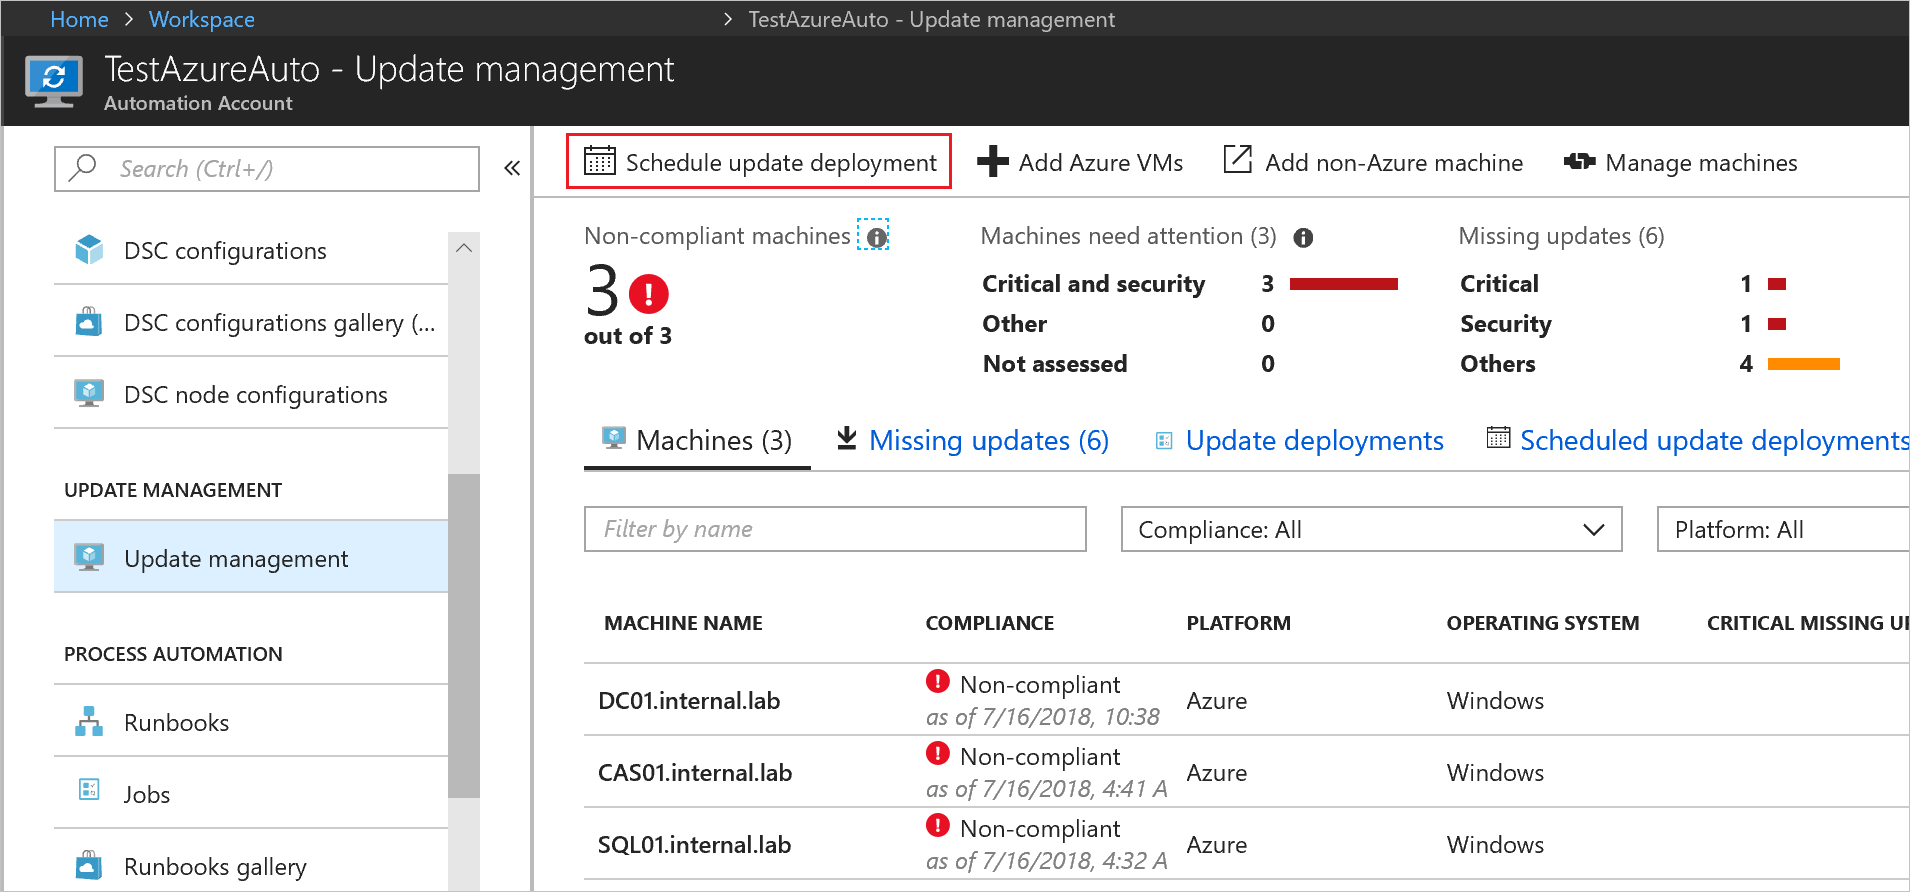 Home > Workspace > TestAzureAuto - Update management
TestAzureAuto - Update management
Automation Account
Search (Ctrl+/)
«
DSC configurations
DSC configurations gallery (...
DSC node configurations
UPDATE MANAGEMENT
Update management
PROCESS AUTOMATION
Runbooks
Jobs
Runbooks gallery
Schedule update deployment
Add Azure VMs
Add non-Azure machine
Manage machines
Non-compliant machines
3
out of 3
Machines need attention (3)
Critical and security 3
Other 0
Not assessed 0
Missing updates (6)
Critical 1
Security 1
Others 4
Machines (3)
Missing updates (6)
Update deployments
Scheduled update deployments
Filter by name
Compliance: All
Platform: All
MACHINE NAME COMPLIANCE PLATFORM OPERATING SYSTEM CRITICAL MISSING
DC01.internal.lab Non-compliant Azure Windows
as of 7/16/2018, 10:38
CAS01.internal.lab Non-compliant Azure Windows
as of 7/16/2018, 4:41 A
SQL01.internal.lab Non-compliant Azure Windows
as of 7/16/2018, 4:32 A